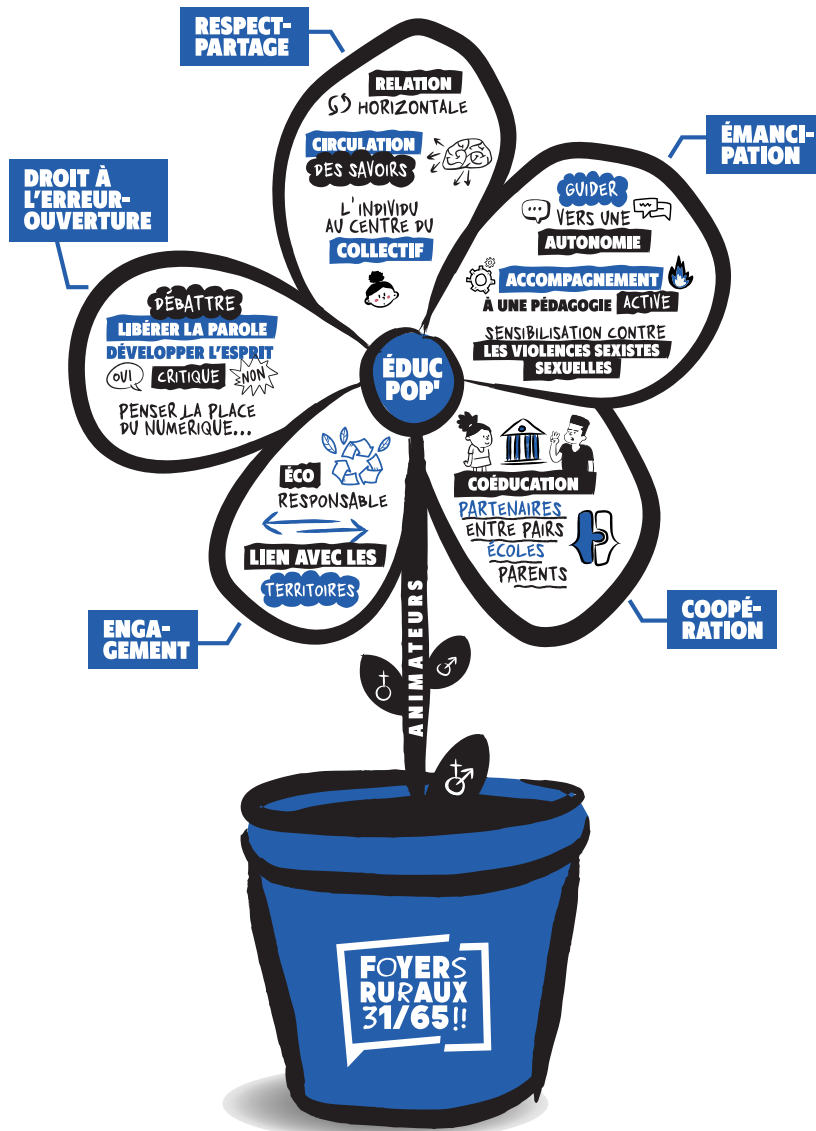 RESPECT-
PARTAGE
RELATION
HORIZONTALE
CIRCULATION
DES SAVOIRS
L'INDIVIDU
AU CENTRE DU
COLLECTIF
ÉMANCI-
PATION
GUIDER
VERS UNE
AUTONOMIE
ACCOMPAGNEMENT
À UNE PÉDAGOGIE ACTIVE
SENSIBILISATION CONTRE
LES VIOLENCES SEXISTES
SEXUELLES
DROIT À
L'ERREUR-
OUVERTURE
DÉBATTRE
LIBÉRER LA PAROLE
DÉVELOPPER L'ESPRIT
OUI CRITIQUE NON
PENSER LA PLACE
DU NUMÉRIQUE...
ÉDUC
POP'
ÉCO
RESPONSABLE
LIEN AVEC LES
TERRITOIRES
ENGA-
GEMENT
COÉDUCATION
PARTENAIRES
ENTRE PAIRS
ÉCOLES
PARENTS
COOPÉ-
RATION
ANIMATEURS
FOYERS
RURAUX
31/65!!